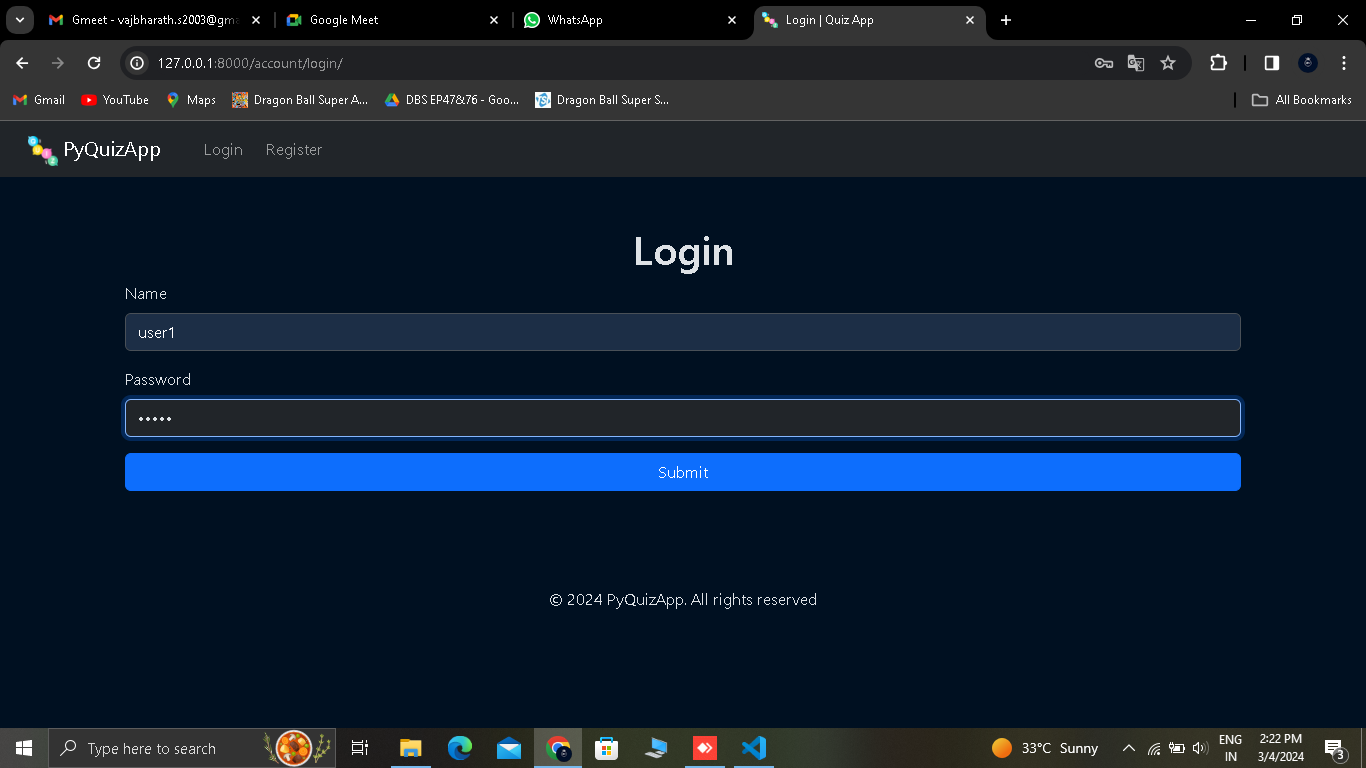 Gmeet - vajbharath.s2003@gma
Google Meet
WhatsApp
Login | Quiz App
127.0.0.1:8000/account/login/
Gmail
YouTube
Maps
Dragon Ball Super A...
DBS EP47&76 - Goo...
Dragon Ball Super S...
All Bookmarks
PyQuizApp
Login
Register
Login
Name
user1
Password
•••••
Submit
© 2024 PyQuizApp. All rights reserved
Type here to search
33°C Sunny
ENG
IN
2:22 PM
3/4/2024
3